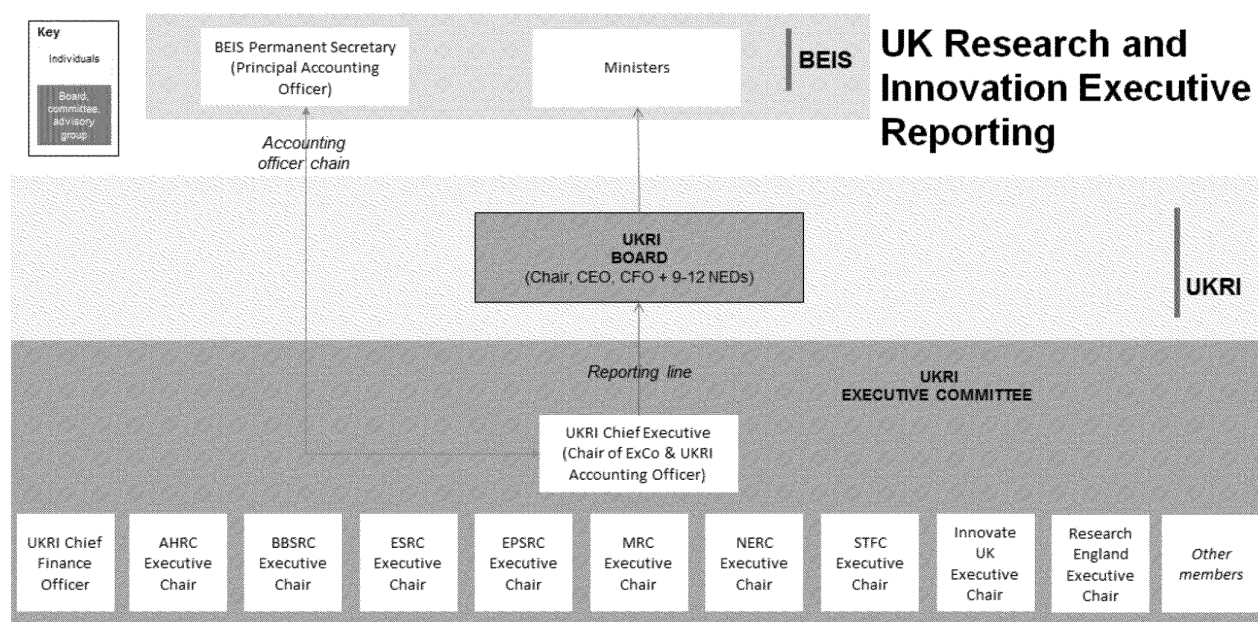 Key
Individuals
Board,
committee,
advisory
group
BEIS Permanent Secretary
(Principal Accounting
Officer)
Ministers
BEIS
UK Research and
Innovation Executive
Reporting
Accounting
officer chain
UKRI
BOARD
(Chair, CEO, CFO + 9-12 NEDs)
UKRI
Reporting line
UKRI
EXECUTIVE COMMITTEE
UKRI Chief Executive
(Chair of ExCo & UKRI
Accounting Officer)
UKRI Chief
Finance
Officer
AHRC
Executive
Chair
BBSRC
Executive
Chair
ESRC
Executive
Chair
EPSRC
Executive
Chair
MRC
Executive
Chair
NERC
Executive
Chair
STFC
Executive
Chair
Innovate
UK
Executive
Chair
Research
England
Executive
Chair
Other
members